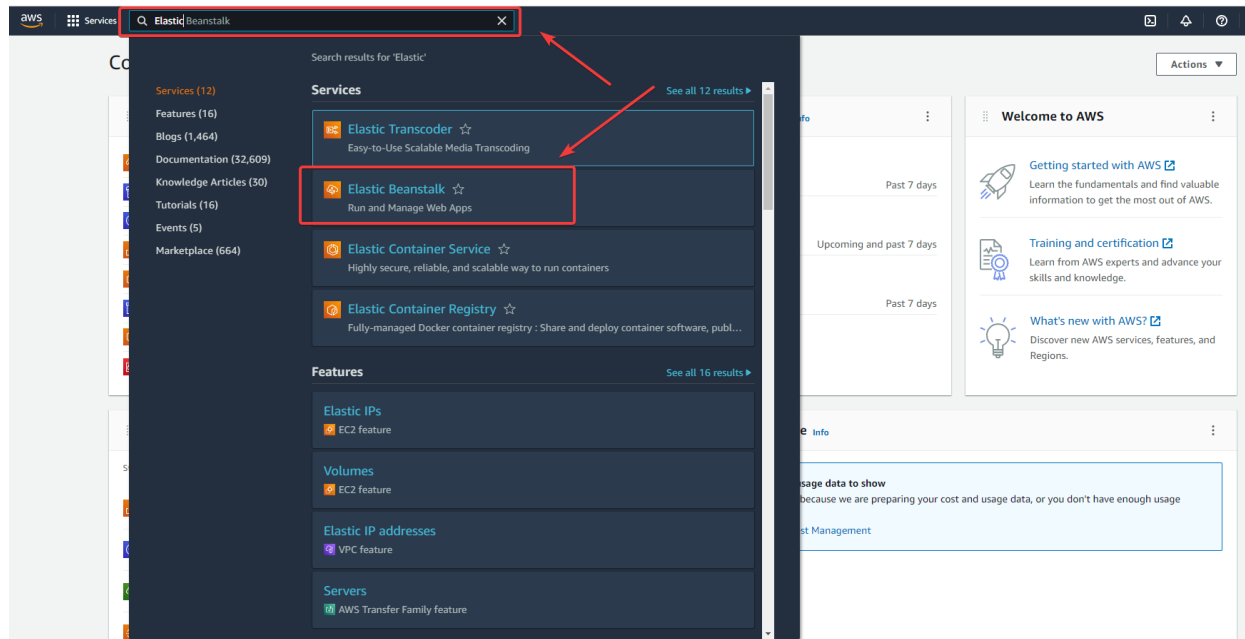 aws
Services
Elastic Beanstalk
Co
Actions
Search results for 'Elastic'
Services (12)
Features (16)
Blogs (1,464)
Documentation (32,609)
Knowledge Articles (30)
Tutorials (16)
Events (5)
Marketplace (664)
Services
See all 12 results
Elastic Transcoder
Easy-to-Use Scalable Media Transcoding
Elastic Beanstalk
Run and Manage Web Apps
Elastic Container Service
Highly secure, reliable, and scalable way to run containers
Elastic Container Registry
Fully-managed Docker container registry : Share and deploy container software, publ...
Features
See all 16 results
Elastic IPs
EC2 feature
Volumes
EC2 feature
Elastic IP addresses
VPC feature
Servers
AWS Transfer Family feature
nfo
Past 7 days
Upcoming and past 7 days
Past 7 days
Welcome to AWS
Getting started with AWS
Learn the fundamentals and find valuable
information to get the most out of AWS.
Training and certification
Learn from AWS experts and advance your
skills and knowledge.
What's new with AWS?
Discover new AWS services, features, and
Regions.
e Info
usage data to show
because we are preparing your cost and usage data, or you don't have enough usage
st Management